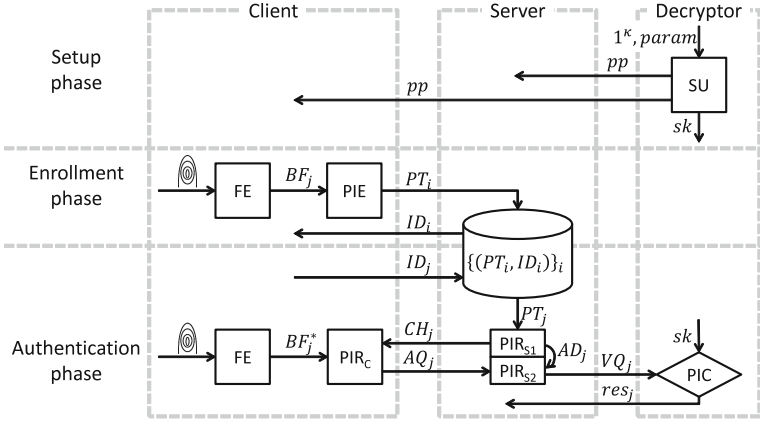 Client
Server
Decryptor
Setup
phase
1^κ, param
pp
pp
SU
sk
Enrollment
phase
FE
BF_j
PIE
PT_i
ID_i
{(PT_i, ID_i)}_i
ID_j
PT_j
Authentication
phase
FE
BF_j^*
PIR_C
CH_j
AQ_j
PIR_S1
PIR_S2
AD_j
VQ_j
sk
PIC
res_j